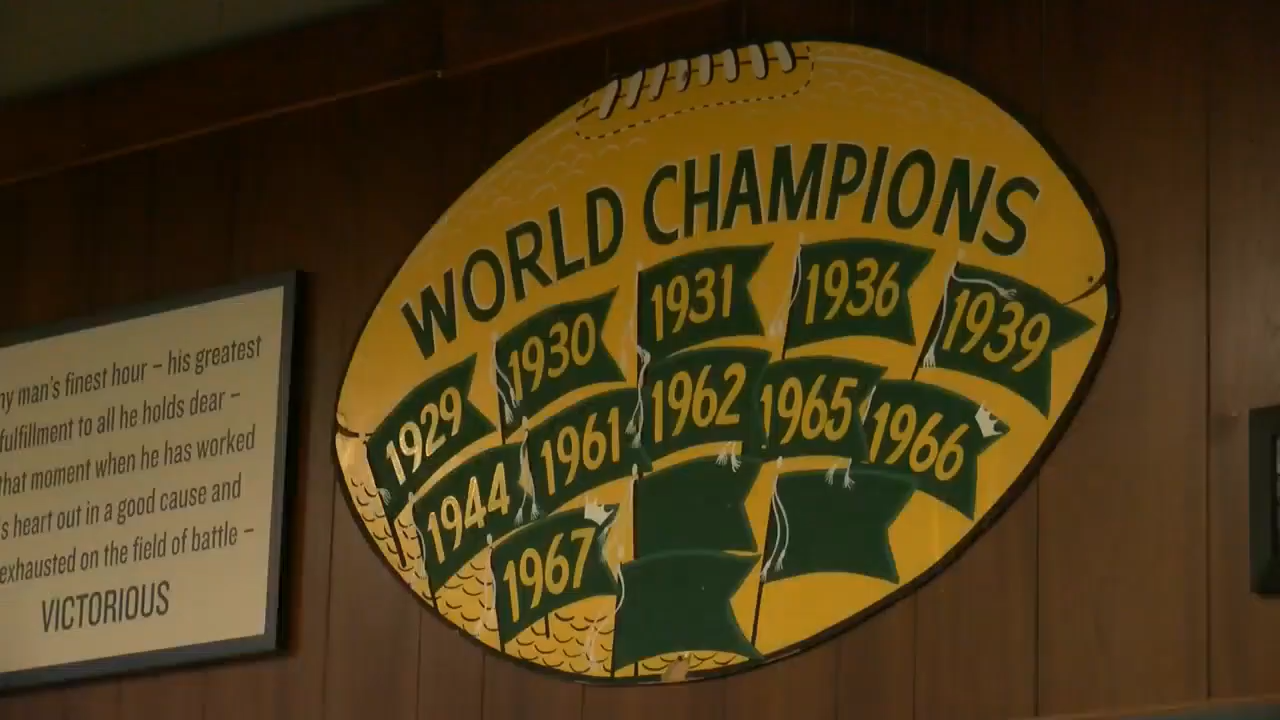 ny man's finest hour – his greatest
fulfillment to all he holds dear –
that moment when he has worked
s heart out in a good cause and
exhausted on the field of battle –
VICTORIOUS
WORLD CHAMPIONS
1929 1930 1931 1936 1939
1944 1961 1962 1965 1966
1967